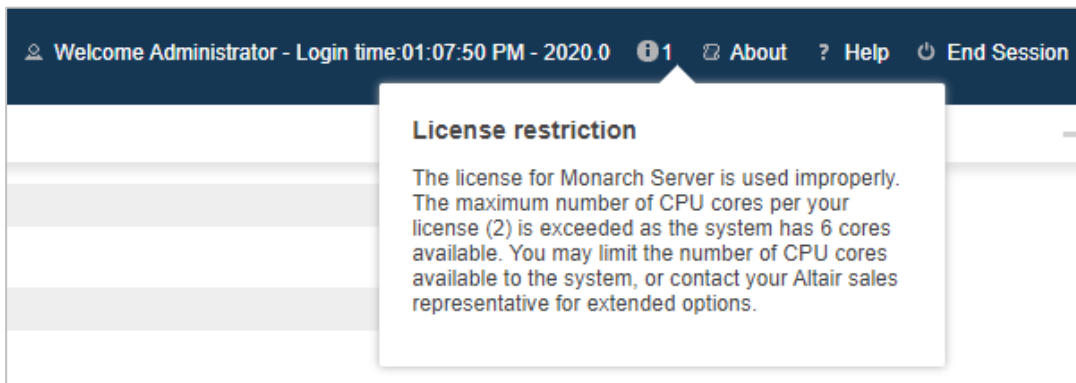 Welcome Administrator - Login time:01:07:50 PM - 2020.0 1 About ? Help End Session
License restriction
The license for Monarch Server is used improperly.
The maximum number of CPU cores per your
license (2) is exceeded as the system has 6 cores
available. You may limit the number of CPU cores
available to the system, or contact your Altair sales
representative for extended options.